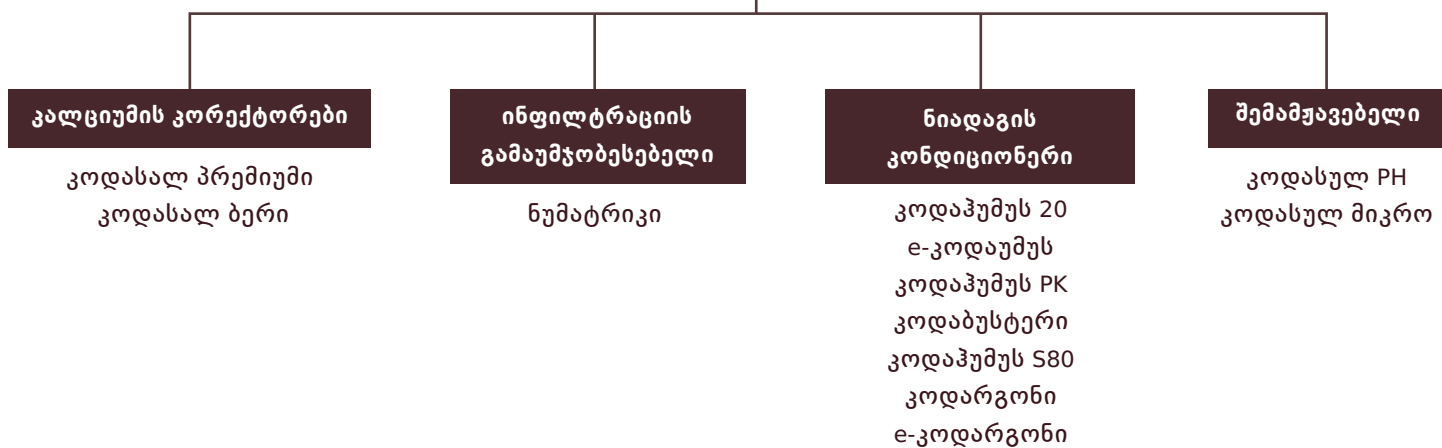 კალციუმის კორექტორები
კოდასალ პრემიუმი
კოდასალ ბერი
ინფილტრაციის
გამაუმჯობესებელი
ნუმატრიკი
ნიადაგის
კონდიციონერი
კოდაჰუმუს 20
e-კოდაუმუს
კოდაჰუმუს PK
კოდაბუსტერი
კოდაჰუმუს S80
კოდარგონი
e-კოდარგონი
შემამჟავებელი
კოდასულ PH
კოდასულ მიკრო